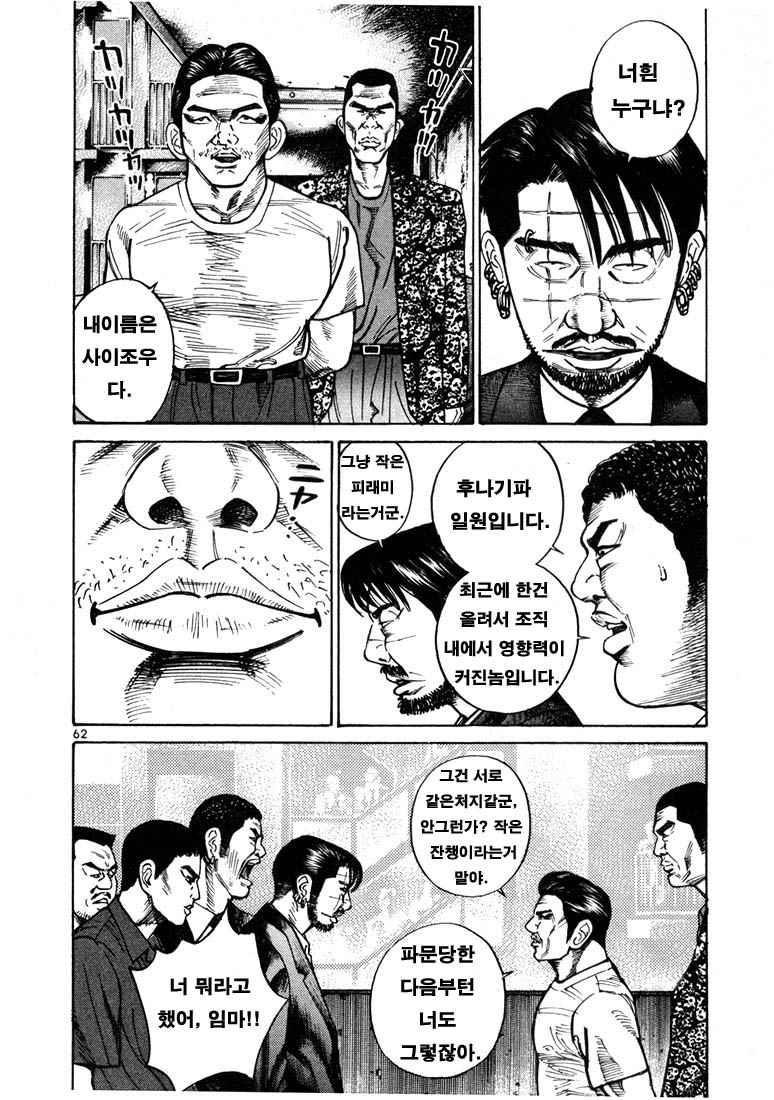 너흰
누구냐?
カッカッカッ
カッカッ
내이름은
사이조우
다.
후나기파
일원입니다.
최근에 한건
올려서 조직
내에서 영향력이
커진놈입니다.
그냥 작은
피래미
라는거군.
ニヤ
62
그건 서로
같은처지갈군,
안그런가? 작은
잔챙이라는거
말야.
파문당한
다음부턴
너도
그렇잖아.
너 뭐라고
했어, 임마!!